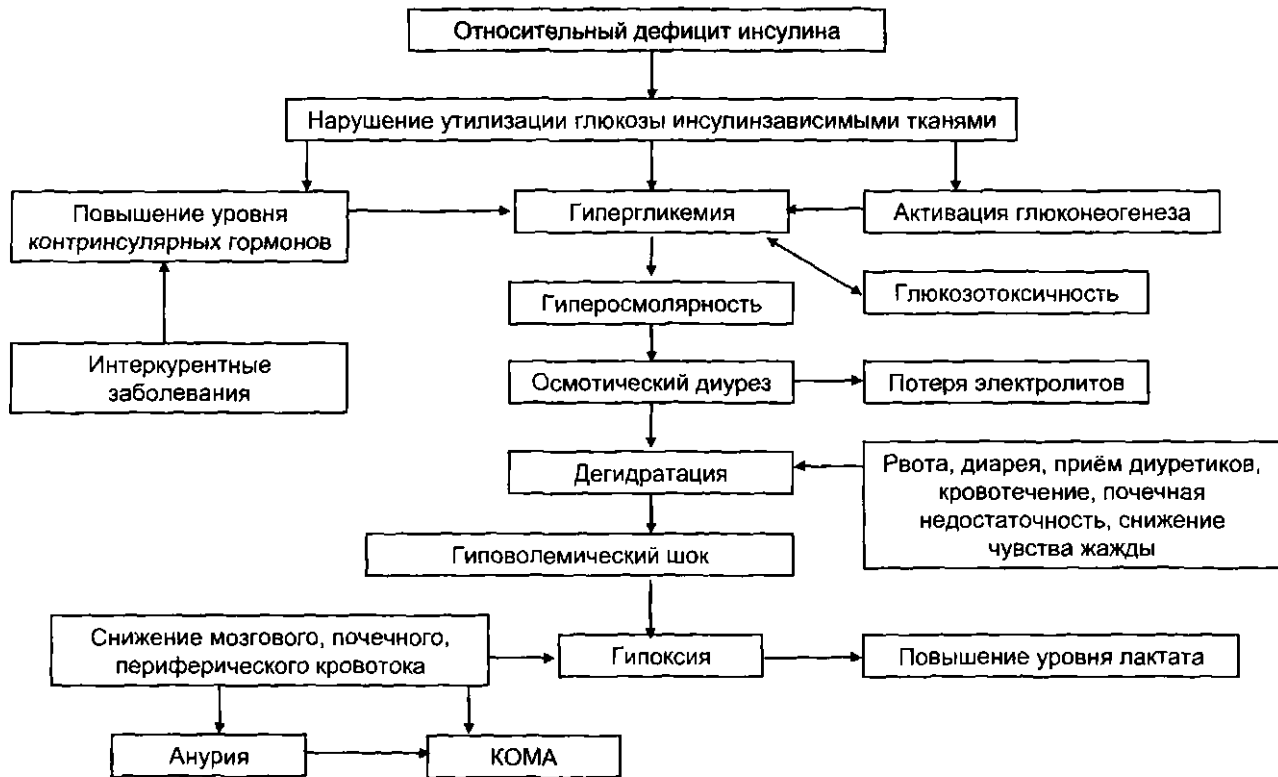 Относительный дефицит инсулина
Нарушение утилизации глюкозы инсулинзависимыми тканями
Повышение уровня
контринсулярных гормонов
Гипергликемия
Активация глюконеогенеза
Глюкозотоксичность
Гиперосмолярность
Интеркурентные
заболевания
Осмотический диурез
Потеря электролитов
Дегидратация
Рвота, диарея, приём диуретиков,
кровотечение, почечная
недостаточность, снижение
чувства жажды
Гиповолемический шок
Снижение мозгового, почечного,
периферического кровотока
Гипоксия
Повышение уровня лактата
Анурия
КОМА